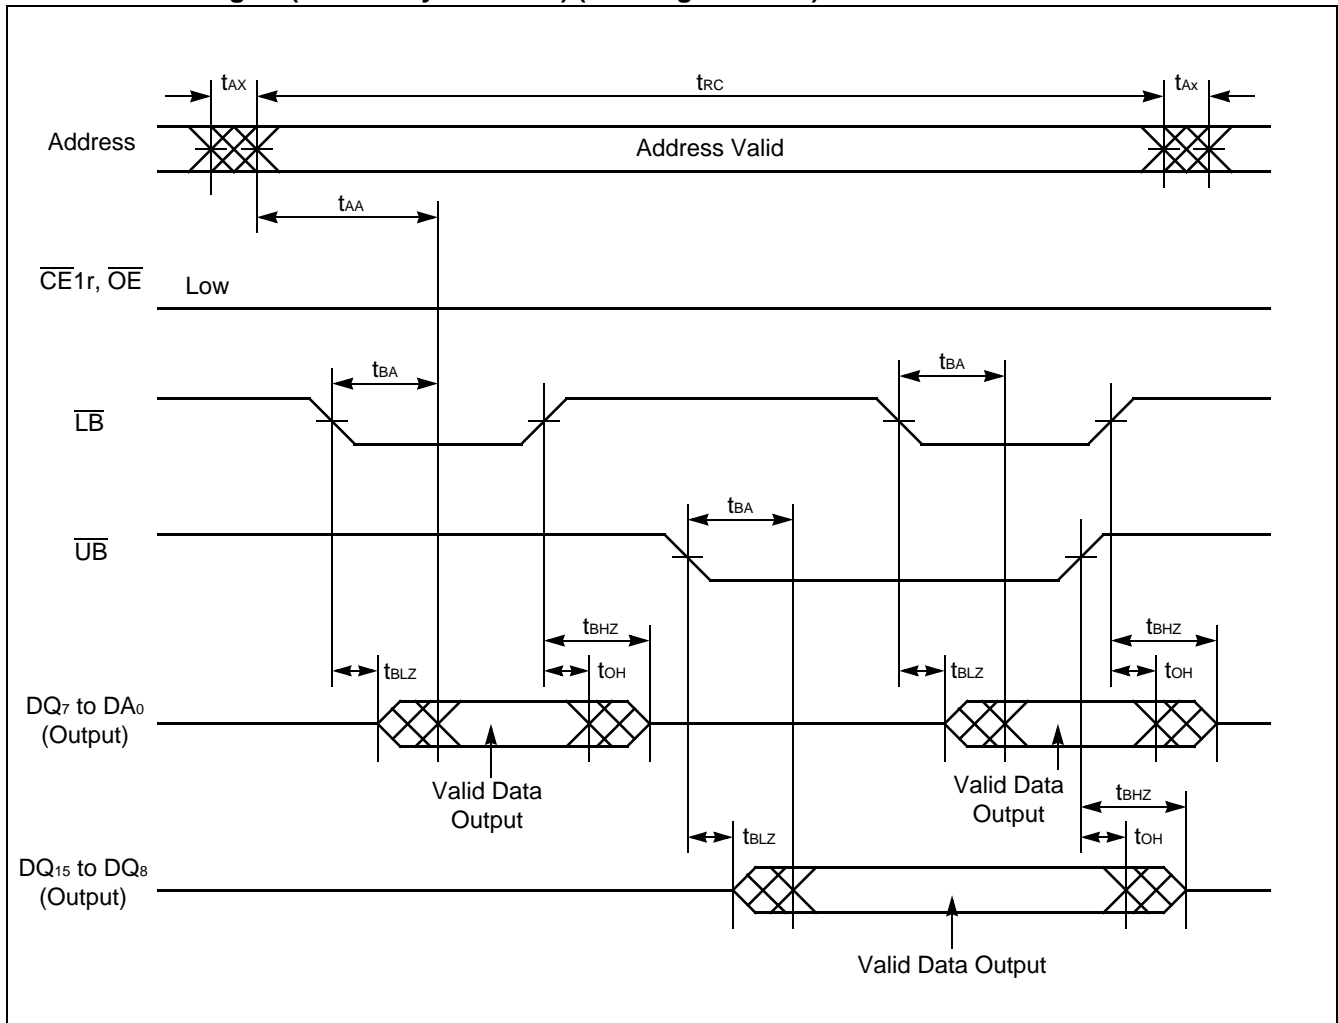 tAX tRC tAx
Address Address Valid
tAA
CE1r, OE Low
tBA tBA
LB
tBA
UB
tBHZ tBHZ
tBLZ tOH tBLZ tOH
DQ7 to DA0
(Output)
Valid Data
Output
Valid Data
Output
tBHZ
tBLZ tOH
DQ15 to DQ8
(Output)
Valid Data Output